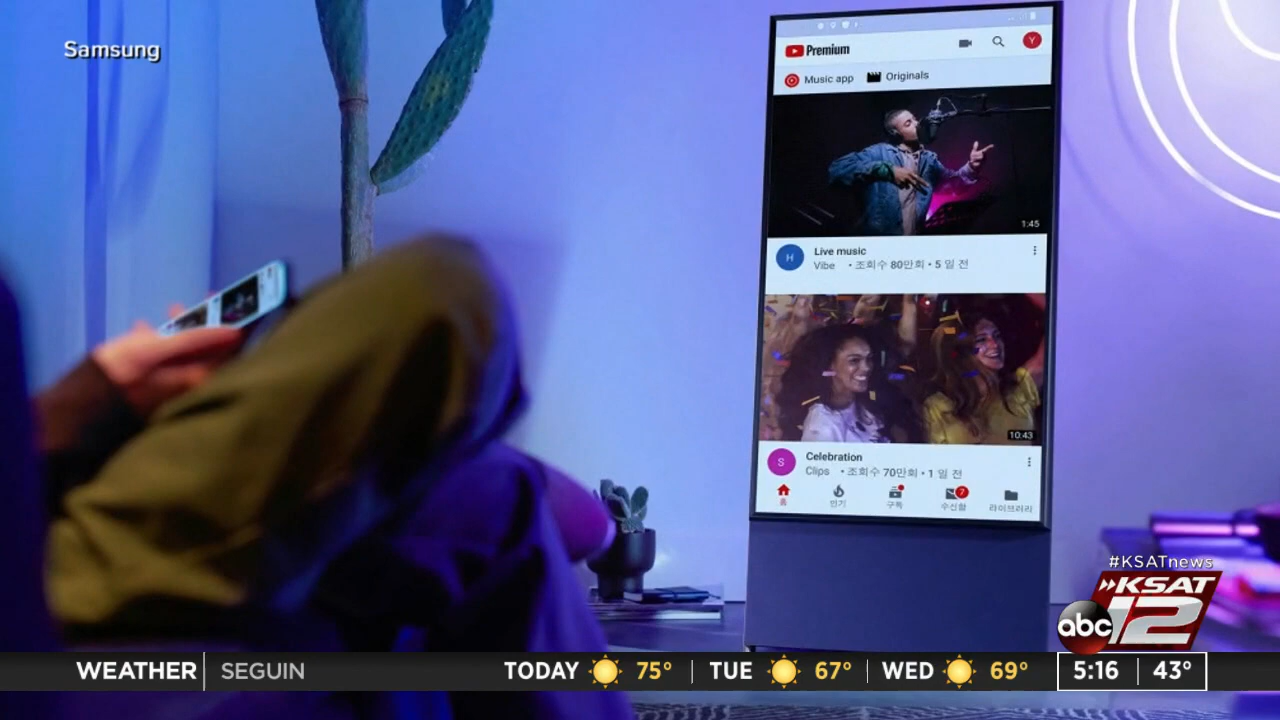 Samsung
Premium
Y
Music app
Originals
1:45
H
Live music
Vibe • 조회수 80만회 • 5 일 전
10:43
S
Celebration
Clips • 조회수 70만회 • 1 일 전
7
홈
인기
구독
수신함
라이브러리
#KSATnews
KSAT
abc
12
WEATHER
SEGUIN
TODAY 75° TUE 67° WED 69°
5:16 43°